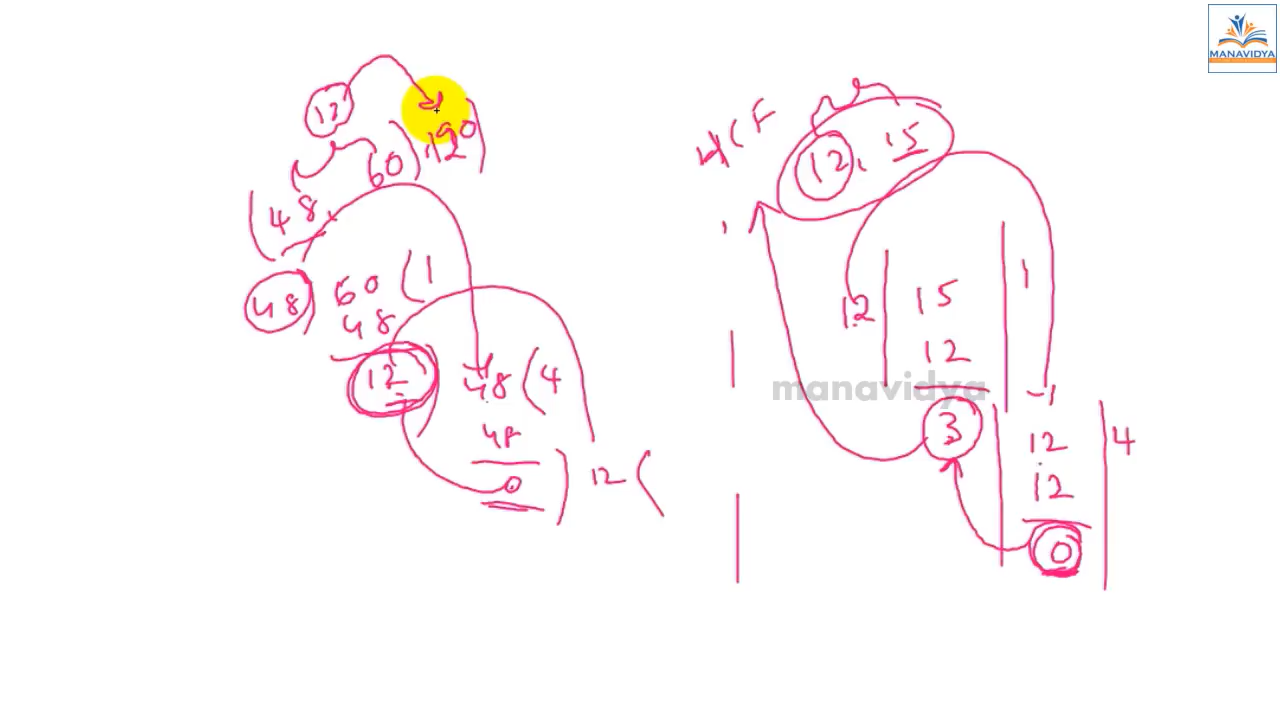 MANAVIDYA
12
(48, 60) 120)
48) 60 (1
48
12) 48 (4
48
0) 12 (
HCF
12, 15
12 | 15 | 1
12
3 | 12 | 4
12
0
manavidya